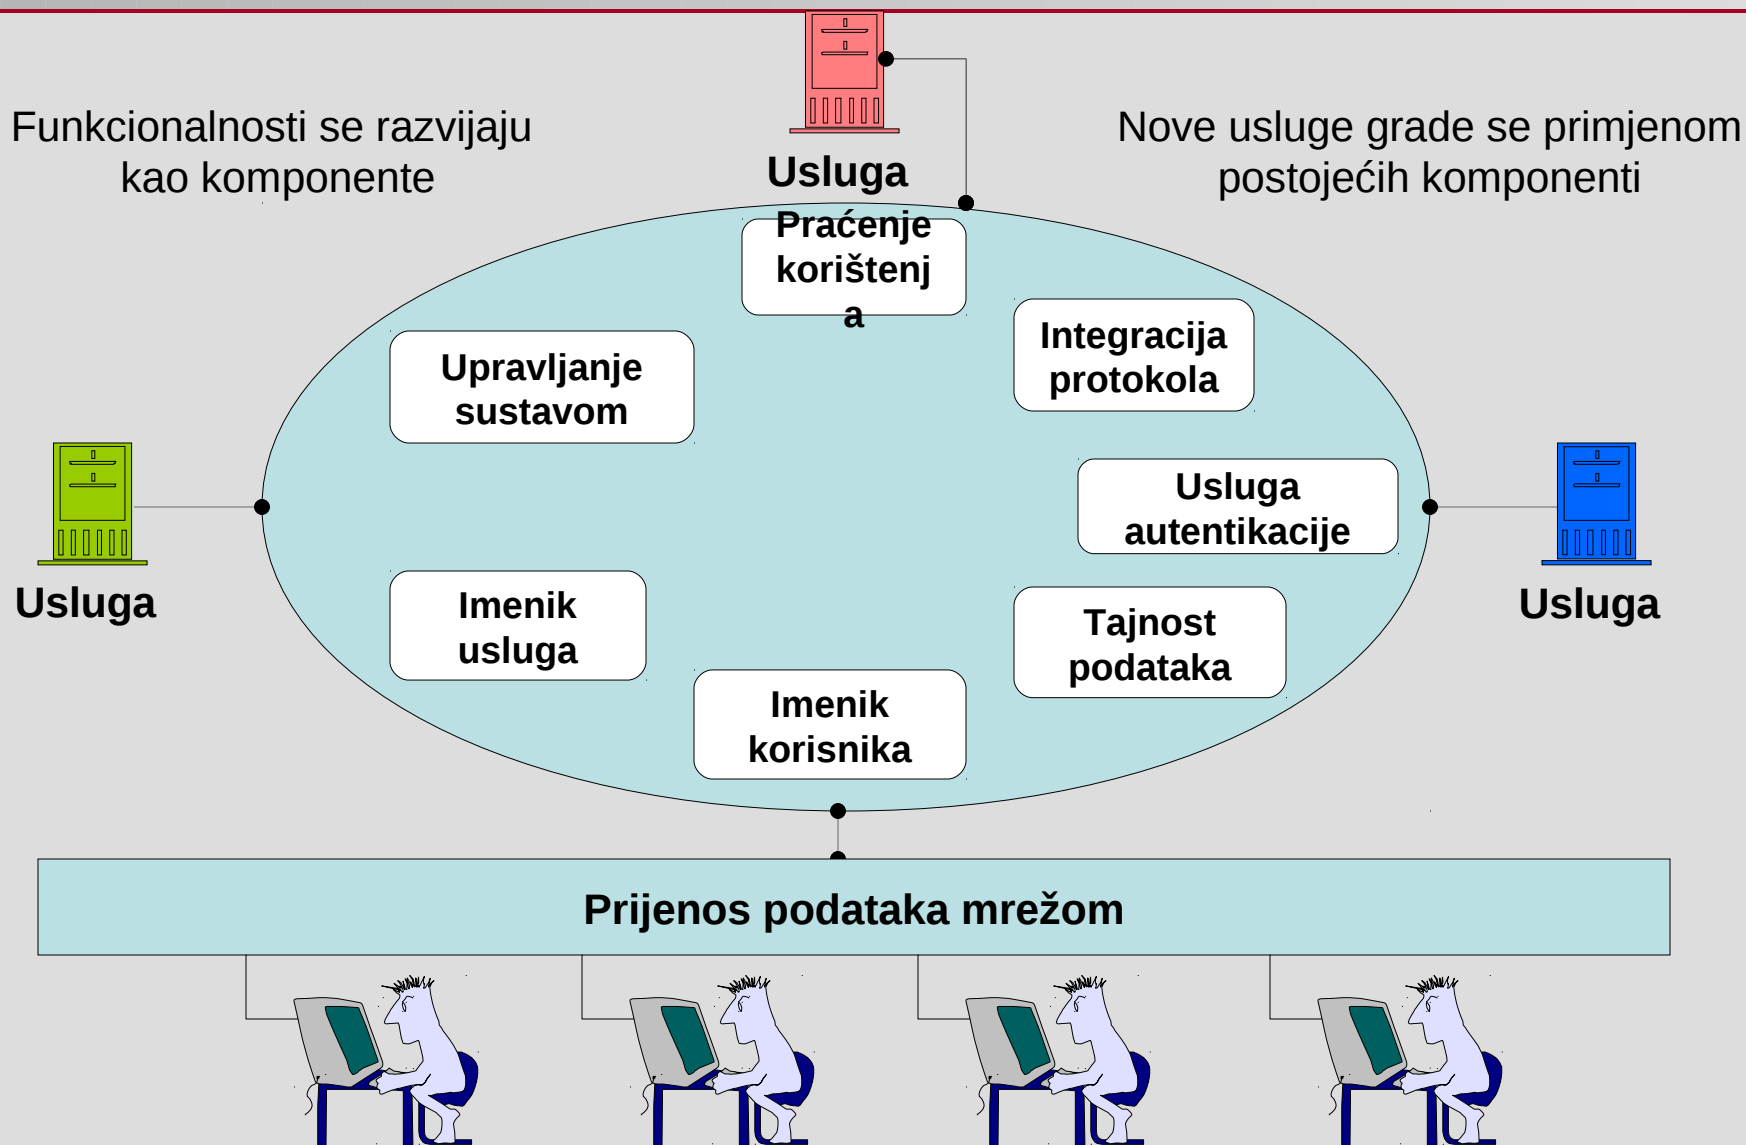 Funkcionalnosti se razvijaju
kao komponente
Nove usluge grade se primjenom
postojećih komponenti
Usluga
Praćenje
korištenj
a
Integracija
protokola
Upravljanje
sustavom
Usluga
autentikacije
Usluga
Usluga
Imenik
usluga
Tajnost
podataka
Imenik
korisnika
Prijenos podataka mrežom